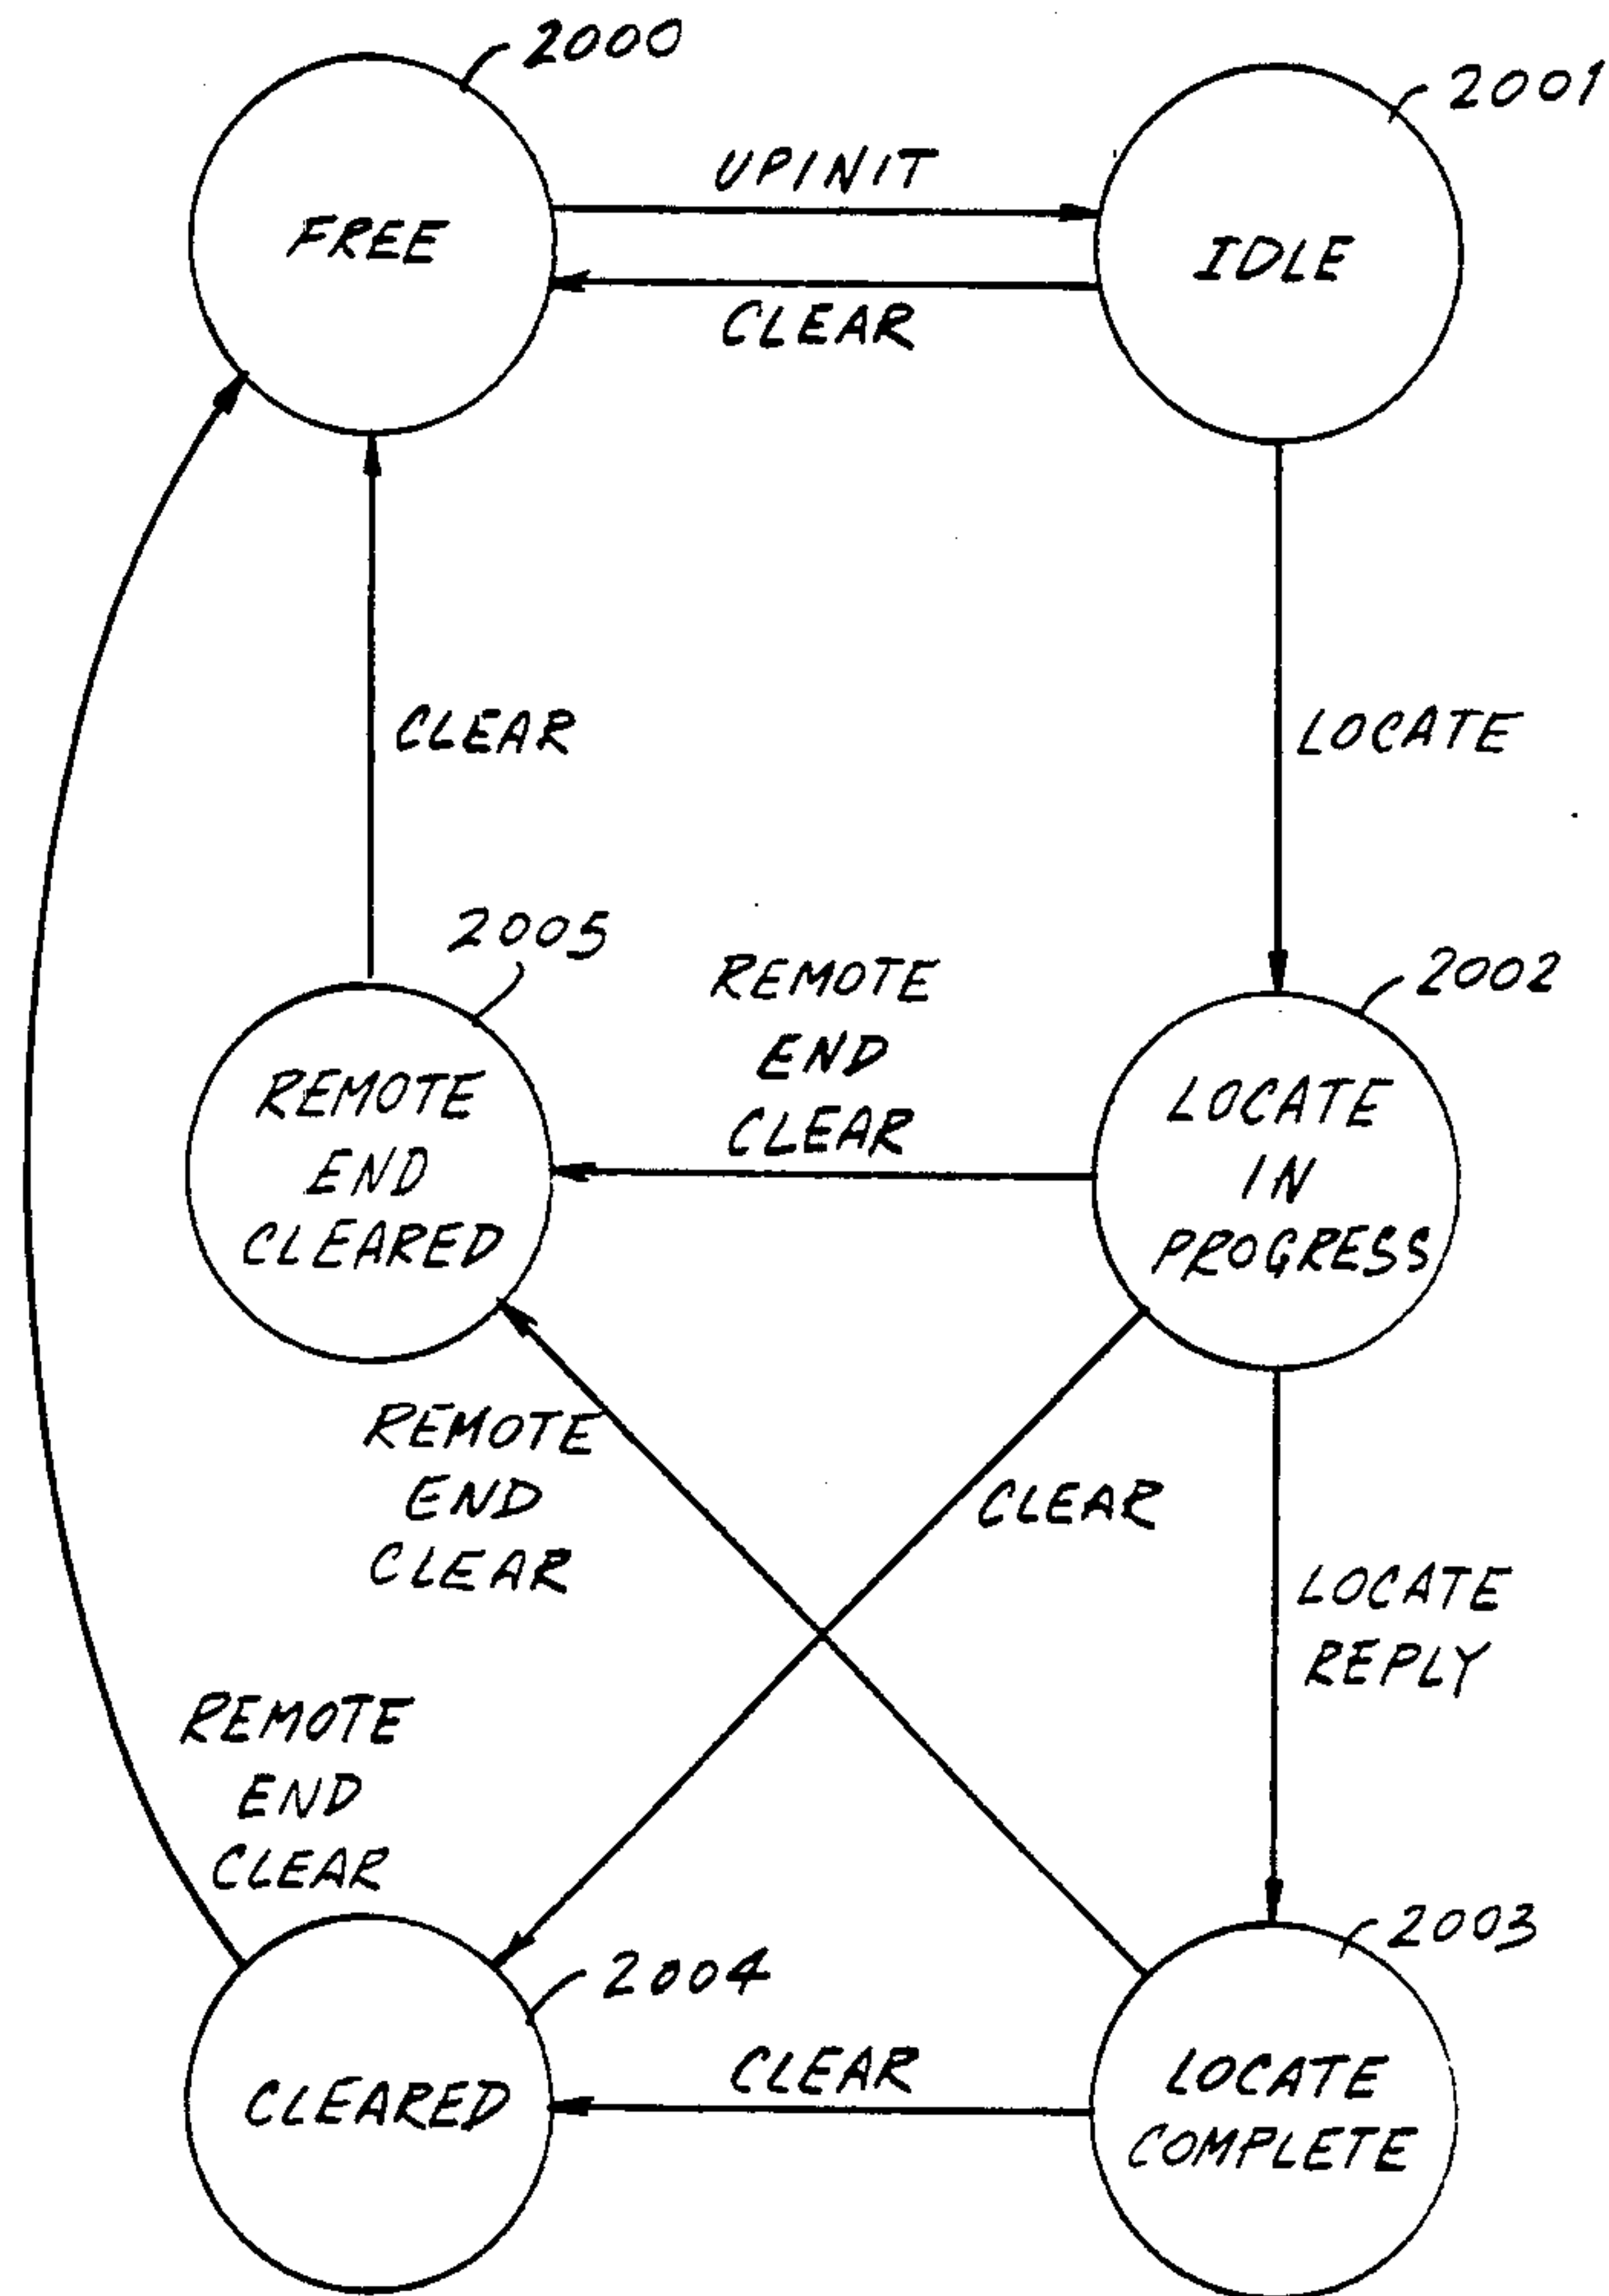 2000
2001
UPINIT
FREE
IDLE
CLEAR
CLEAR
LOCATE
2005
REMOTE
END
CLEAR
2002
REMOTE
END
CLEARED
LOCATE
IN
PROGRESS
REMOTE
END
CLEAR
CLEAR
LOCATE
REPLY
REMOTE
END
CLEAR
2004
2003
CLEARED
CLEAR
LOCATE
COMPLETE